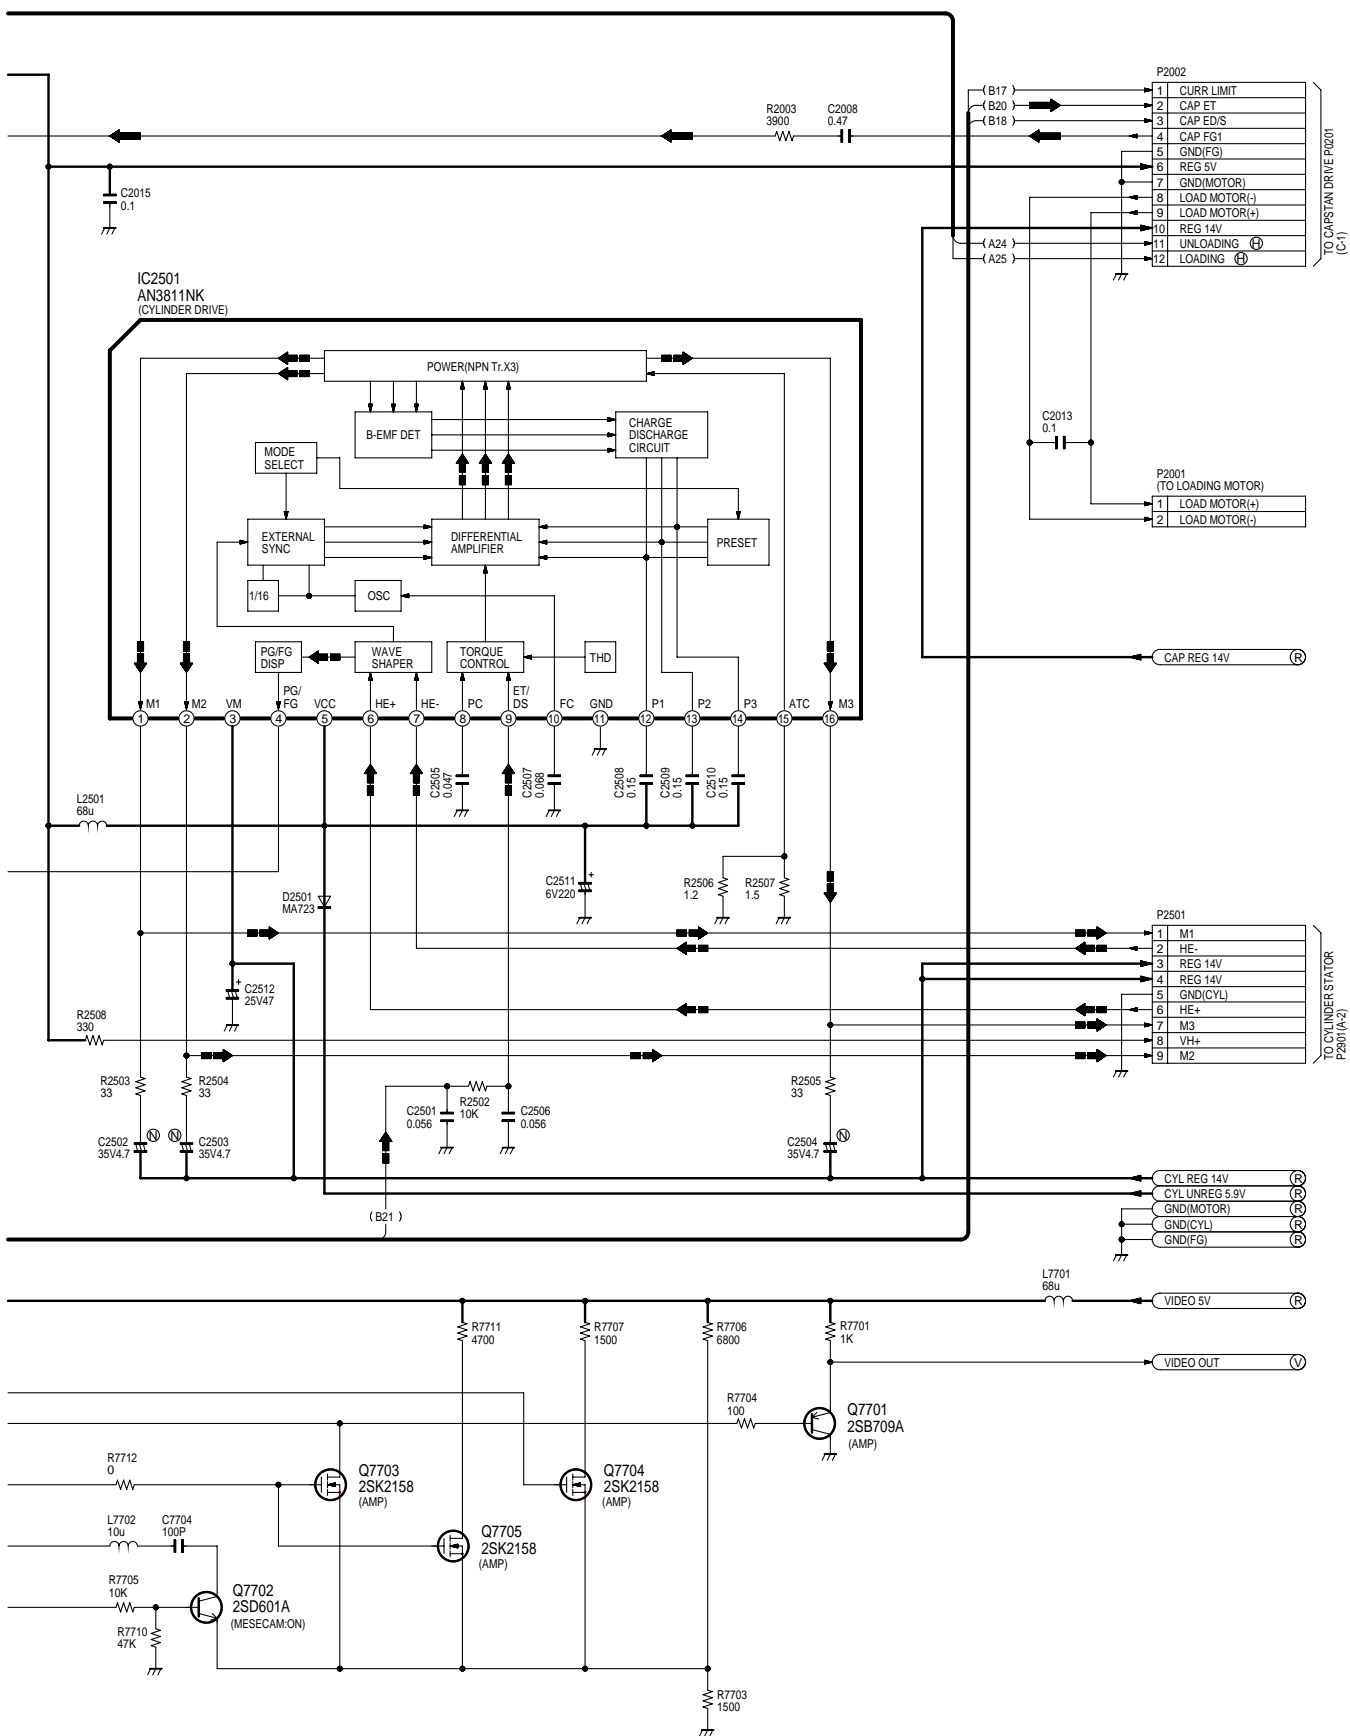 P2002
(B17)
1 CURR LIMIT
(B20)
2 CAP ET
(B18)
3 CAP ED/S
4 CAP FG1
5 GND(FG)
6 REG 5V
7 GND(MOTOR)
8 LOAD MOTOR(-)
9 LOAD MOTOR(+)
10 REG 14V
(A24)
11 UNLOADING H
(A25)
12 LOADING H
TO CAPSTAN DRIVE P0201
(C-1)
R2003
3900
C2008
0.47
C2015
0.1
IC2501
AN3811NK
(CYLINDER DRIVE)
POWER(NPN Tr.X3)
B-EMF DET
CHARGE
DISCHARGE
CIRCUIT
MODE
SELECT
EXTERNAL
SYNC
DIFFERENTIAL
AMPLIFIER
PRESET
1/16
OSC
PG/FG
DISP
WAVE
SHAPER
TORQUE
CONTROL
THD
M1
M2
VM
PG/
FG
VCC
HE+
HE-
PC
ET/
DS
FC
GND
P1
P2
P3
ATC
M3
1
2
3
4
5
6
7
8
9
10
11
12
13
14
15
16
C2013
0.1
P2001
(TO LOADING MOTOR)
1 LOAD MOTOR(+)
2 LOAD MOTOR(-)
CAP REG 14V R
L2501
68u
C2505
0.047
C2507
0.068
C2508
0.15
C2509
0.15
C2510
0.15
D2501
MA723
C2511
6V220
+
R2506
1.2
R2507
1.5
P2501
1 M1
2 HE-
3 REG 14V
4 REG 14V
5 GND(CYL)
6 HE+
7 M3
8 VH+
9 M2
TO CYLINDER STATOR
P2901(A-2)
+
C2512
25V47
R2508
330
R2503
33
R2504
33
C2501
0.056
R2502
10K
C2506
0.056
R2505
33
C2502
35V4.7
N
N
C2503
35V4.7
C2504
35V4.7
N
(B21)
CYL REG 14V R
CYL UNREG 5.9V R
GND(MOTOR) R
GND(CYL) R
GND(FG) R
L7701
68u
VIDEO 5V R
R7711
4700
R7707
1500
R7706
6800
R7701
1K
VIDEO OUT V
R7704
100
Q7701
2SB709A
(AMP)
R7712
0
Q7703
2SK2158
(AMP)
Q7704
2SK2158
(AMP)
L7702
10u
C7704
100P
Q7705
2SK2158
(AMP)
R7705
10K
Q7702
2SD601A
(MESECAM:ON)
R7710
47K
R7703
1500